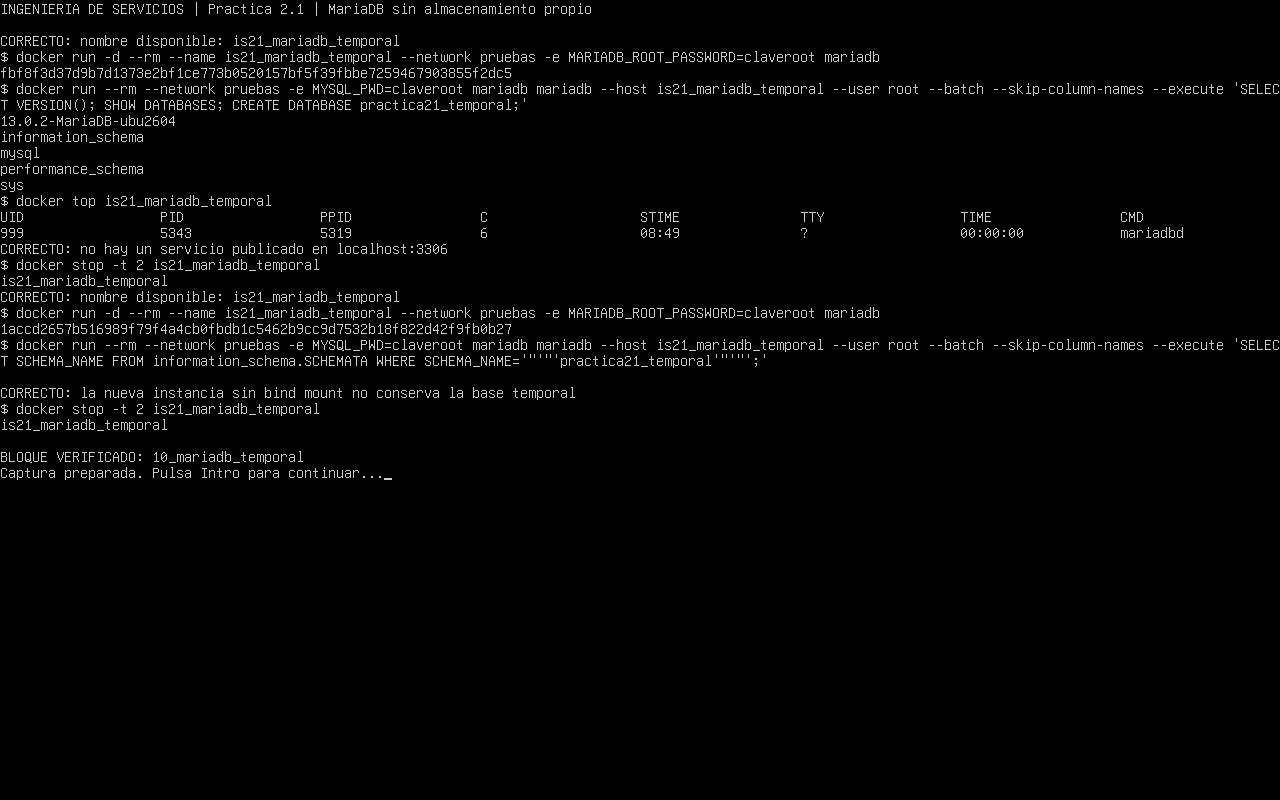 INGENIERIA DE SERVICIOS | Practica 2.1 | MariaDB sin almacenamiento propio
CORRECTO: nombre disponible: is21_mariadb_temporal
$ docker run -d --rm --name is21_mariadb_temporal --network pruebas -e MARIADB_ROOT_PASSWORD=claveroot mariadb
fbf8f3d37d9b7d1373e2bf1ce773b0520157bf5f39fbbe7259467903855f2dc5
$ docker run --rm --network pruebas -e MYSQL_PWD=claveroot mariadb mariadb --host is21_mariadb_temporal --user root --batch --skip-column-names --execute 'SELEC
T VERSION(); SHOW DATABASES; CREATE DATABASE practica21_temporal;'
13.0.2-MariaDB-ubu2604
information_schema
mysql
performance_schema
sys
$ docker top is21_mariadb_temporal
UID PID PPID C STIME TTY TIME CMD
999 5343 5319 6 08:49 ? 00:00:00 mariadbd
CORRECTO: no hay un servicio publicado en localhost:3306
$ docker stop -t 2 is21_mariadb_temporal
is21_mariadb_temporal
CORRECTO: nombre disponible: is21_mariadb_temporal
$ docker run -d --rm --name is21_mariadb_temporal --network pruebas -e MARIADB_ROOT_PASSWORD=claveroot mariadb
1accd2657b516989f79f4a4cb0fbdb1c5462b9cc9d7532b18f822d42f9fb0b27
$ docker run --rm --network pruebas -e MYSQL_PWD=claveroot mariadb mariadb --host is21_mariadb_temporal --user root --batch --skip-column-names --execute 'SELEC
T SCHEMA_NAME FROM information_schema.SCHEMATA WHERE SCHEMA_NAME='"'"'practica21_temporal'"'"';'
CORRECTO: la nueva instancia sin bind mount no conserva la base temporal
$ docker stop -t 2 is21_mariadb_temporal
is21_mariadb_temporal
BLOQUE VERIFICADO: 10_mariadb_temporal
Captura preparada. Pulsa Intro para continuar..._